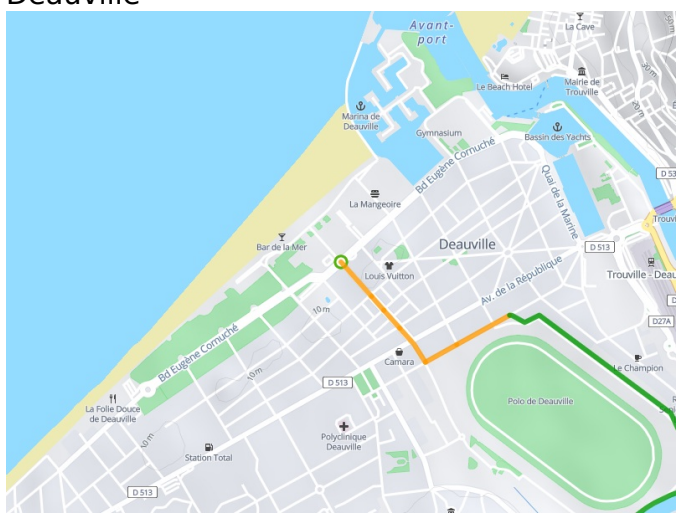 Deauville
Avant-
port
La Cave
Le Beach Hotel
Mairie de
Trouville
30 m
20 m
Marina de
Deauville
Gymnasium
Bassin des Yachts
Bd Eugène Cornuché
Quai de la Marine
D 53
La Mangeoire
Bar de la Mer
Deauville
D 513
Louis Vuitton
Trouville - Deau
Av. de la République
10 m
Bd Eugène Cornuché
D27A
Camara
Le Champion
10 m
D 513
La Folie Douce
de Deauville
Polo de Deauville
10 m
Polyclinique
Deauville
Station Total
D 513